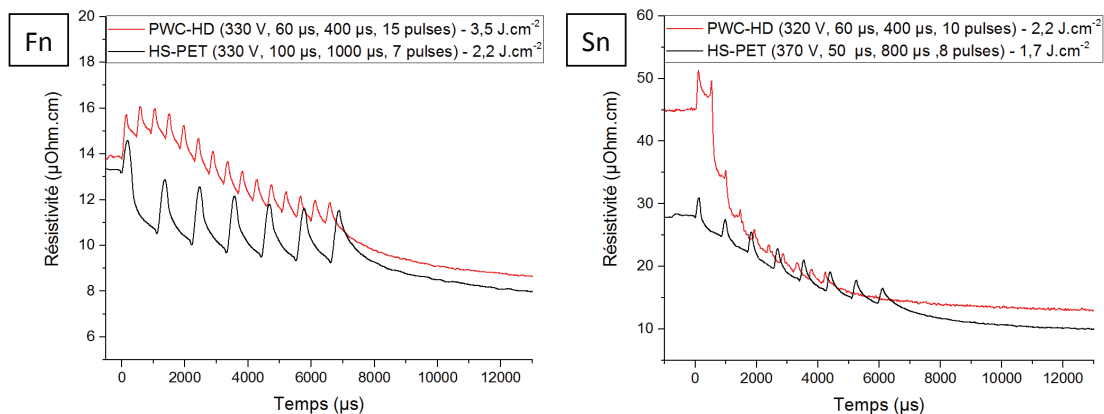 Fn
PWC-HD (330 V, 60 µs, 400 µs, 15 pulses) - 3,5 J.cm-2
HS-PET (330 V, 100 µs, 1000 µs, 7 pulses) - 2,2 J.cm-2
Résistivité (µOhm.cm)
16
14
12
10
8
6
0 2000 4000 6000 8000 10000 12000
Temps (µs)
Sn
PWC-HD (320 V, 60 µs, 400 µs, 10 pulses) - 2,2 J.cm-2
HS-PET (370 V, 50 µs, 800 µs ,8 pulses) - 1,7 J.cm-2
Résistivité (µOhm.cm)
60
50
40
30
20
10
0 2000 4000 6000 8000 10000 12000
Temps (µs)